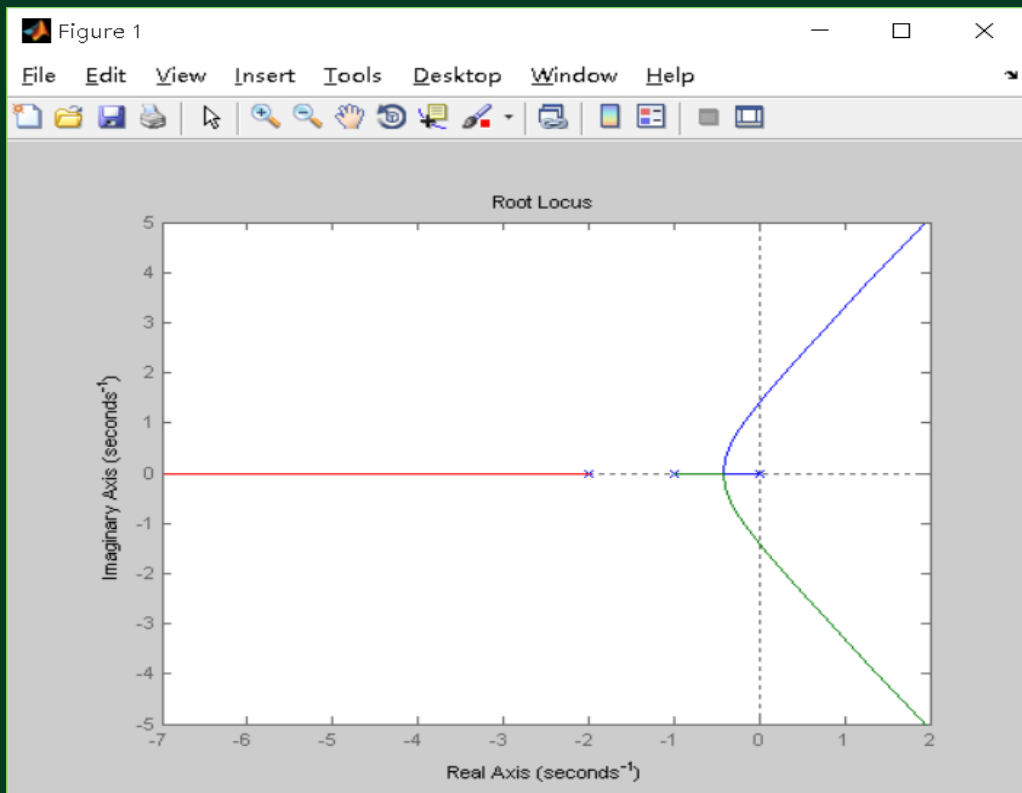 Figure 1
File Edit View Insert Tools Desktop Window Help
Root Locus
5
4
3
2
1
0
-1
-2
-3
-4
-5
Imaginary Axis (seconds⁻¹)
-7 -6 -5 -4 -3 -2 -1 0 1 2
Real Axis (seconds⁻¹)